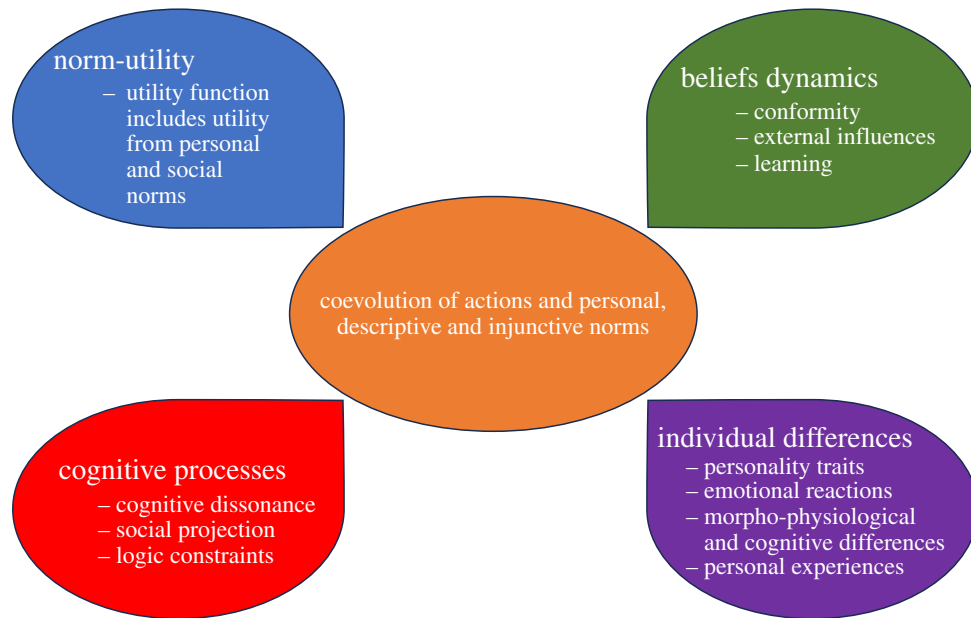 norm-utility
– utility function
includes utility
from personal
and social
norms
beliefs dynamics
– conformity
– external influences
– learning
coevolution of actions and personal,
descriptive and injunctive norms
cognitive processes
– cognitive dissonance
– social projection
– logic constraints
individual differences
– personality traits
– emotional reactions
– morpho-physiological
and cognitive differences
– personal experiences